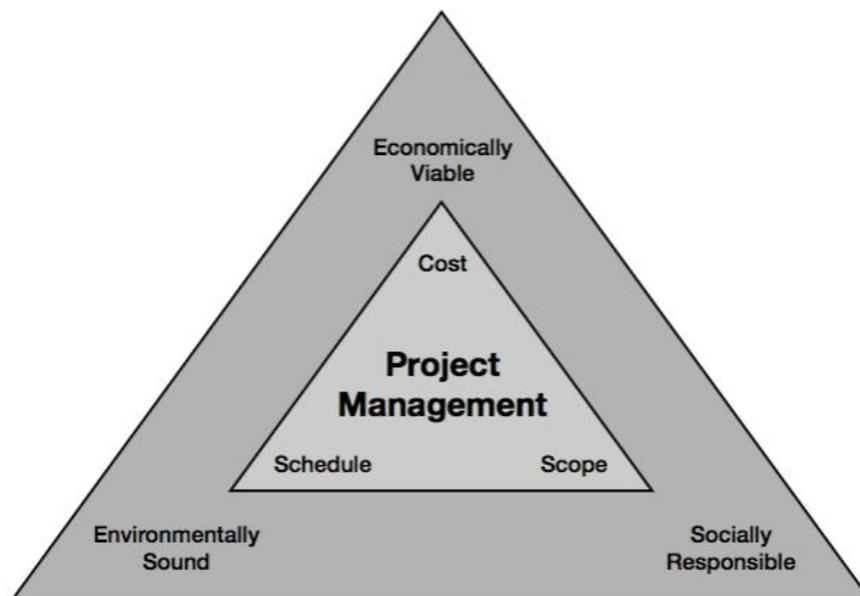 Economically
Viable
Cost
Project
Management
Schedule
Scope
Environmentally
Sound
Socially
Responsible